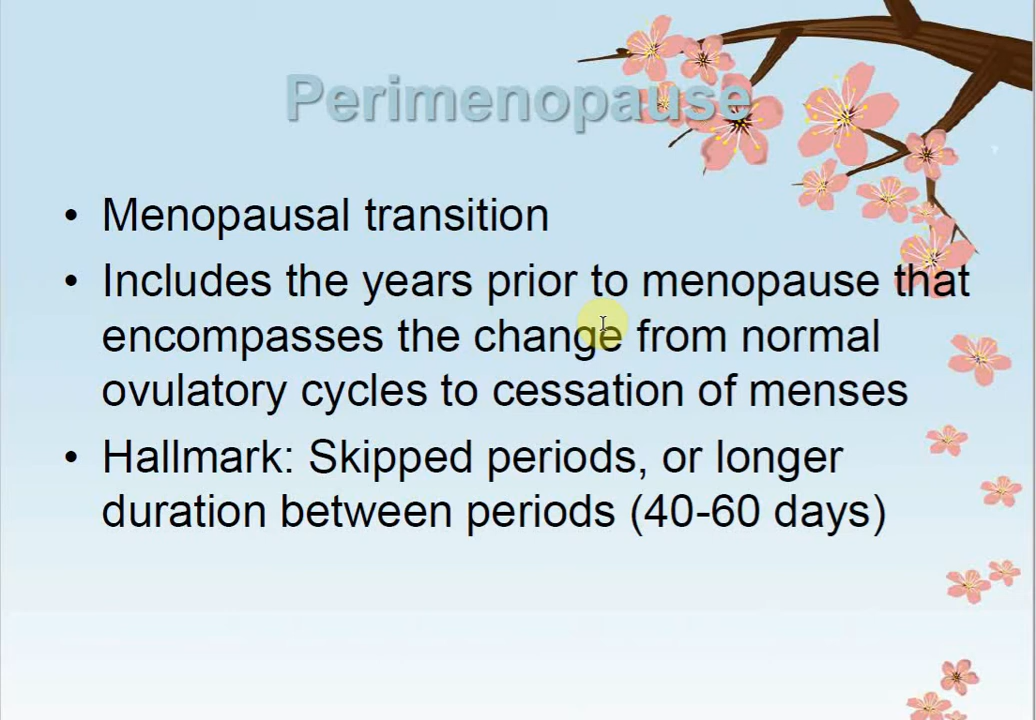 Perimenopause
• Menopausal transition
• Includes the years prior to menopause that
encompasses the change from normal
ovulatory cycles to cessation of menses
• Hallmark: Skipped periods, or longer
duration between periods (40-60 days)